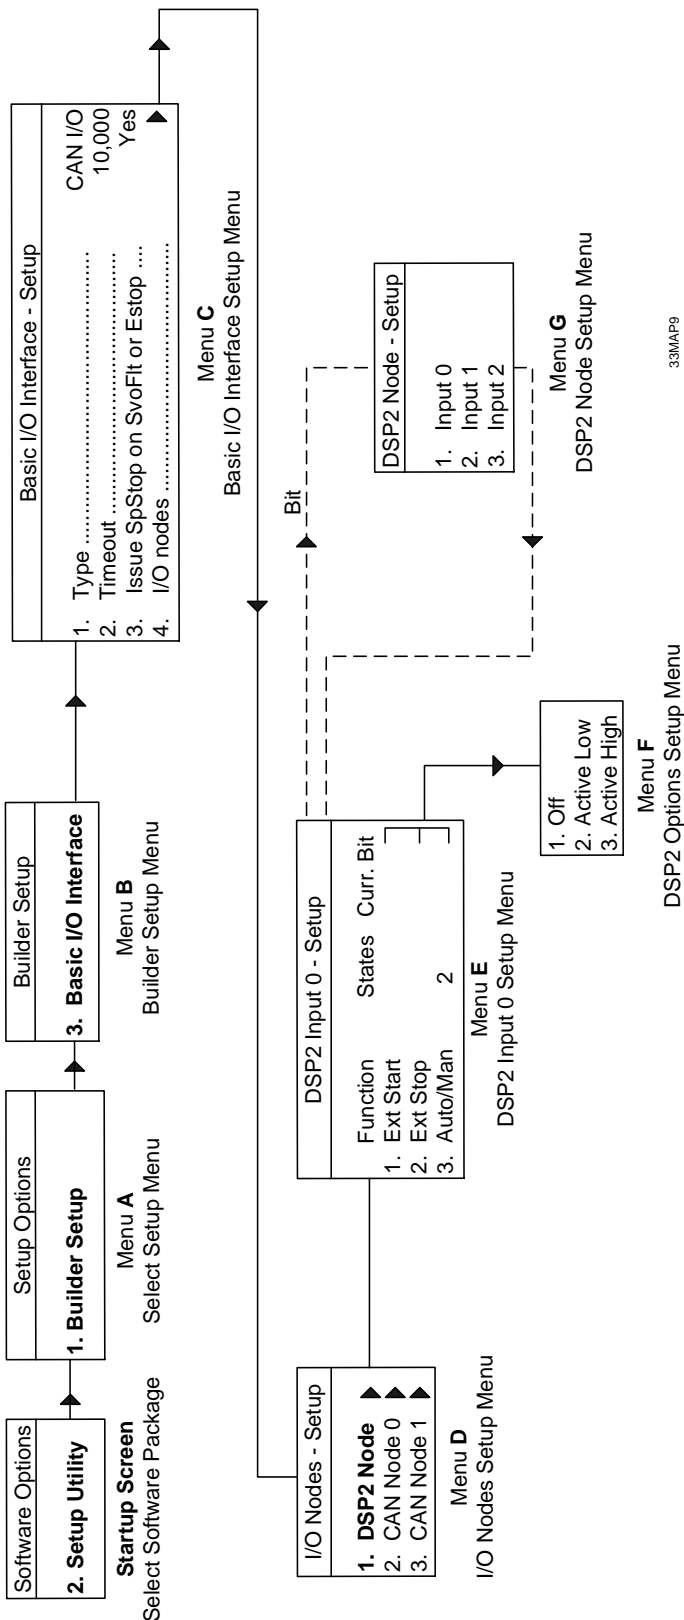 Software Options
2. Setup Utility
Startup Screen
Select Software Package
Setup Options
1. Builder Setup
Menu A
Select Setup Menu
Builder Setup
3. Basic I/O Interface
Menu B
Builder Setup Menu
Basic I/O Interface - Setup
1. Type ........................................ CAN I/O
2. Timeout .................................. 10,000
3. Issue SpStop on SvoFlt or Estop .... Yes
4. I/O nodes ........................................
Menu C
Basic I/O Interface Setup Menu
I/O Nodes - Setup
1. DSP2 Node
2. CAN Node 0
3. CAN Node 1
Menu D
I/O Nodes Setup Menu
DSP2 Input 0 - Setup
Function States Curr. Bit
1. Ext Start
2. Ext Stop
3. Auto/Man 2
Menu E
DSP2 Input 0 Setup Menu
1. Off
2. Active Low
3. Active High
Menu F
DSP2 Options Setup Menu
Bit
DSP2 Node - Setup
1. Input 0
2. Input 1
3. Input 2
Menu G
DSP2 Node Setup Menu
33MAP9